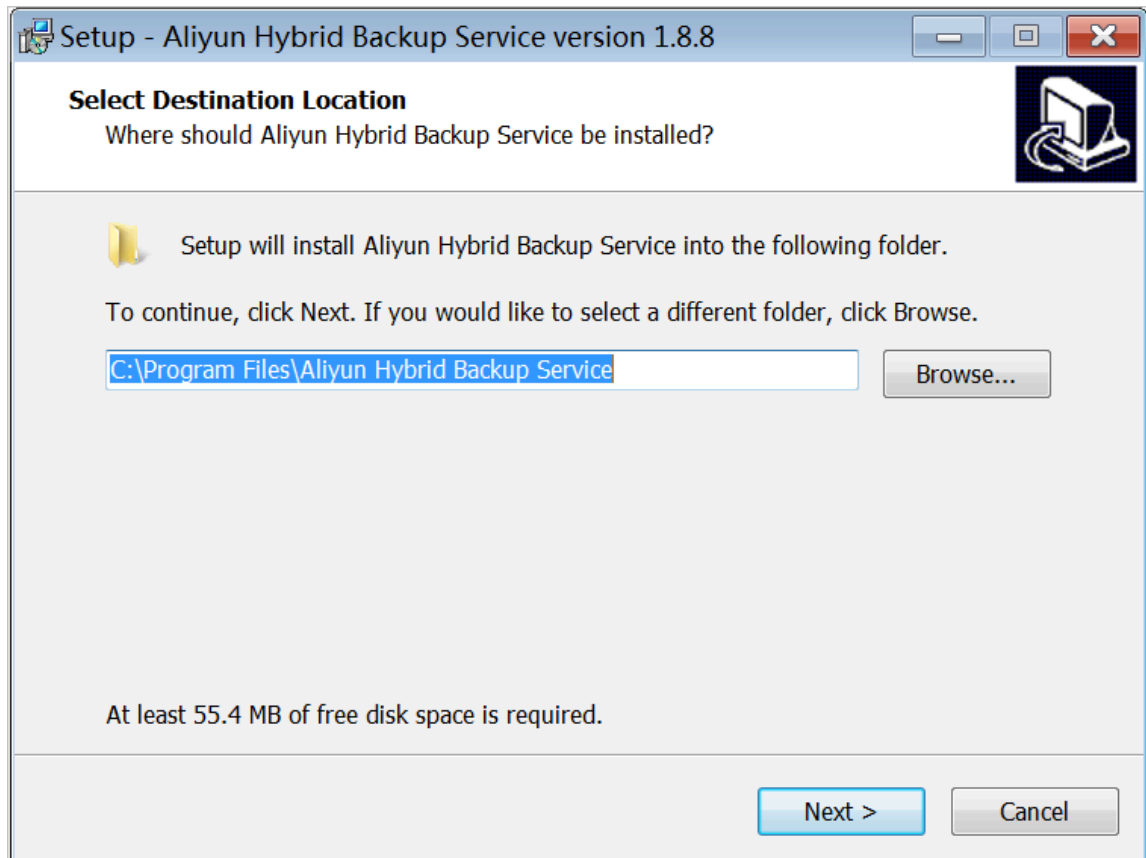 Setup - Aliyun Hybrid Backup Service version 1.8.8
Select Destination Location
Where should Aliyun Hybrid Backup Service be installed?
Setup will install Aliyun Hybrid Backup Service into the following folder.
To continue, click Next. If you would like to select a different folder, click Browse.
C:\Program Files\Aliyun Hybrid Backup Service
Browse...
At least 55.4 MB of free disk space is required.
Next >
Cancel